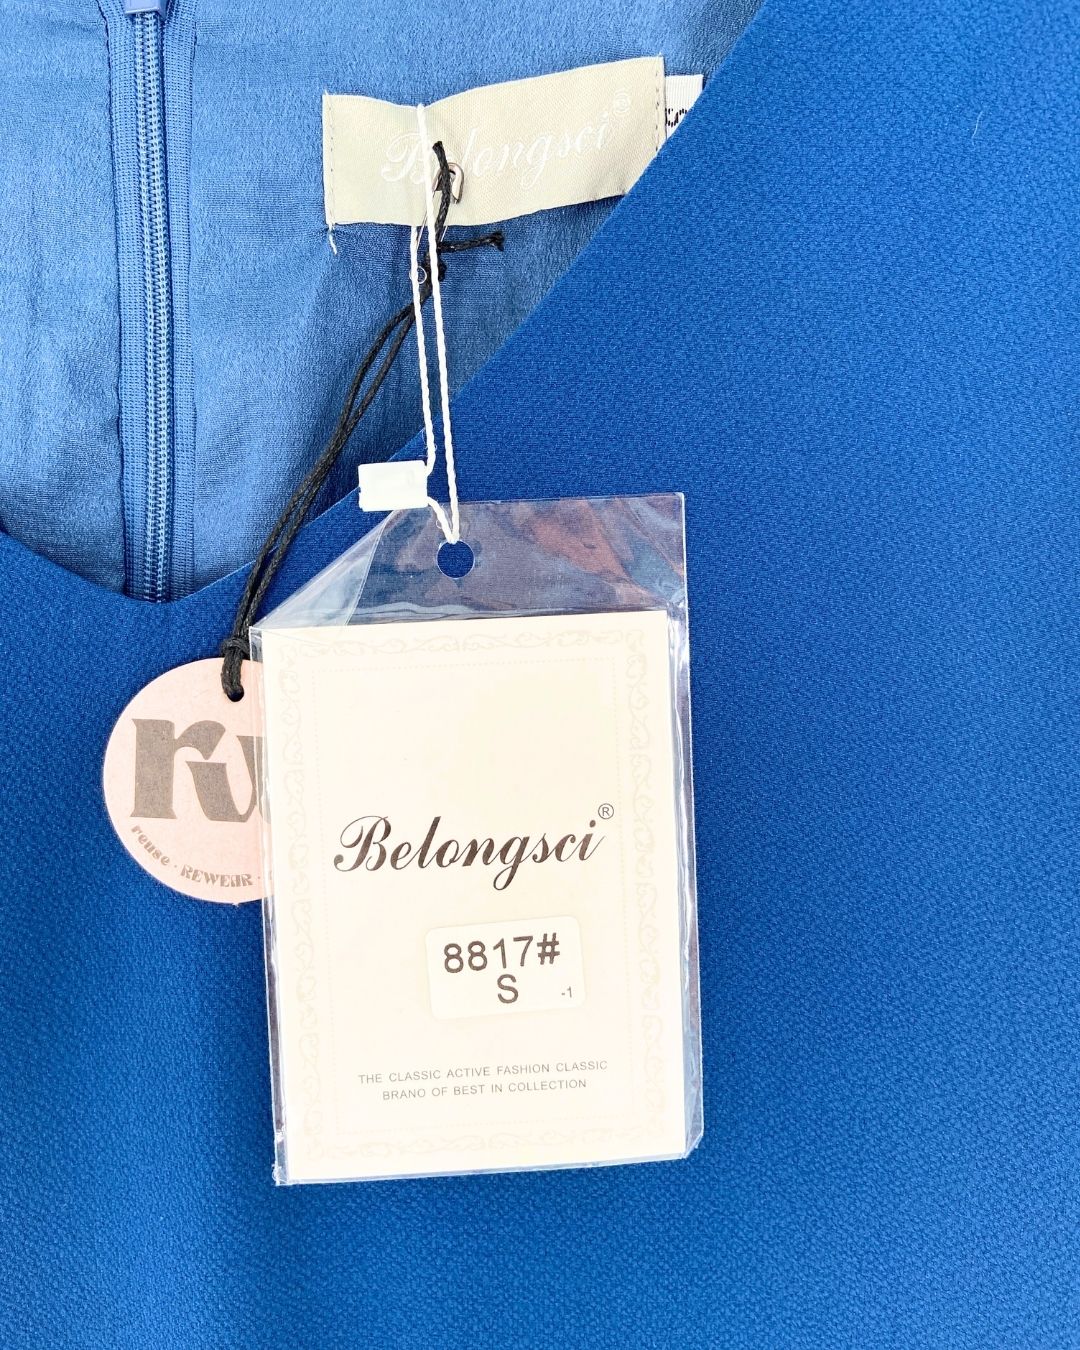 Belongsci®
reuse · REWEAR ·
Belongsci®
8817#
S -1
THE CLASSIC ACTIVE FASHION CLASSIC
BRANO OF BEST IN COLLECTION